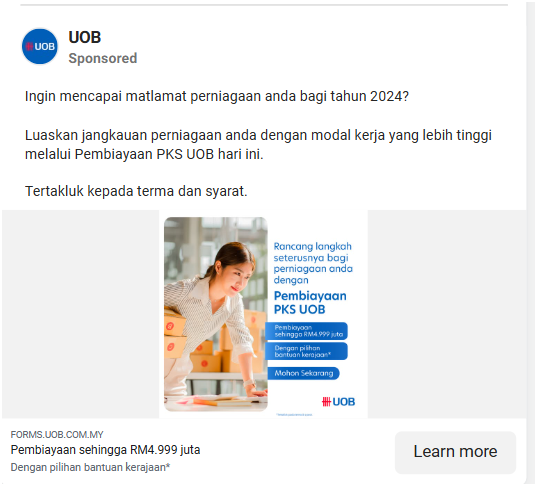 UOB
UOB
Sponsored
Ingin mencapai matlamat perniagaan anda bagi tahun 2024?
Luaskan jangkauan perniagaan anda dengan modal kerja yang lebih tinggi
melalui Pembiayaan PKS UOB hari ini.
Tertakluk kepada terma dan syarat.
Rancang langkah
seterusnya bagi
perniagaan anda
dengan
Pembiayaan
PKS UOB
Pembiayaan
sehingga RM4.999 juta
Dengan pilihan
bantuan kerajaan*
Mohon Sekarang
UOB
FORMS.UOB.COM.MY
Pembiayaan sehingga RM4.999 juta
Dengan pilihan bantuan kerajaan*
Learn more